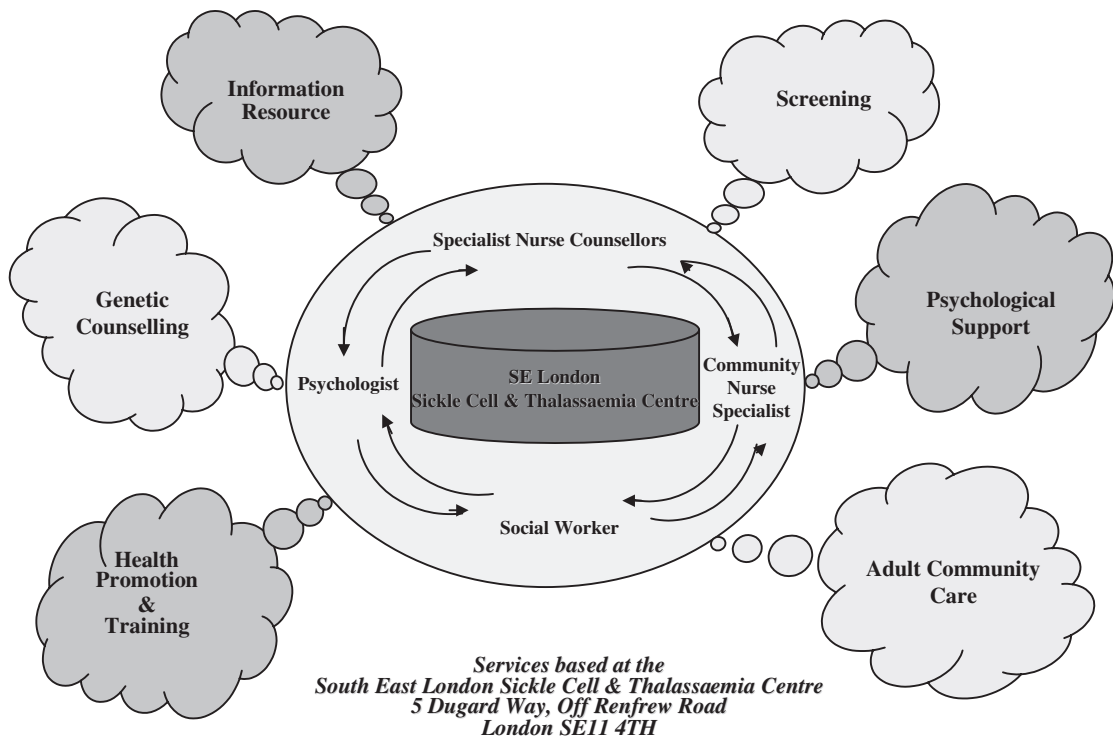 Information
Resource
Screening
Specialist Nurse Counsellors
Genetic
Counselling
Psychological
Support
Psychologist
SE London
Sickle Cell & Thalassaemia Centre
Community
Nurse
Specialist
Social Worker
Health
Promotion
&
Training
Adult Community
Care
Services based at the
South East London Sickle Cell & Thalassaemia Centre
5 Dugard Way, Off Renfrew Road
London SE11 4TH